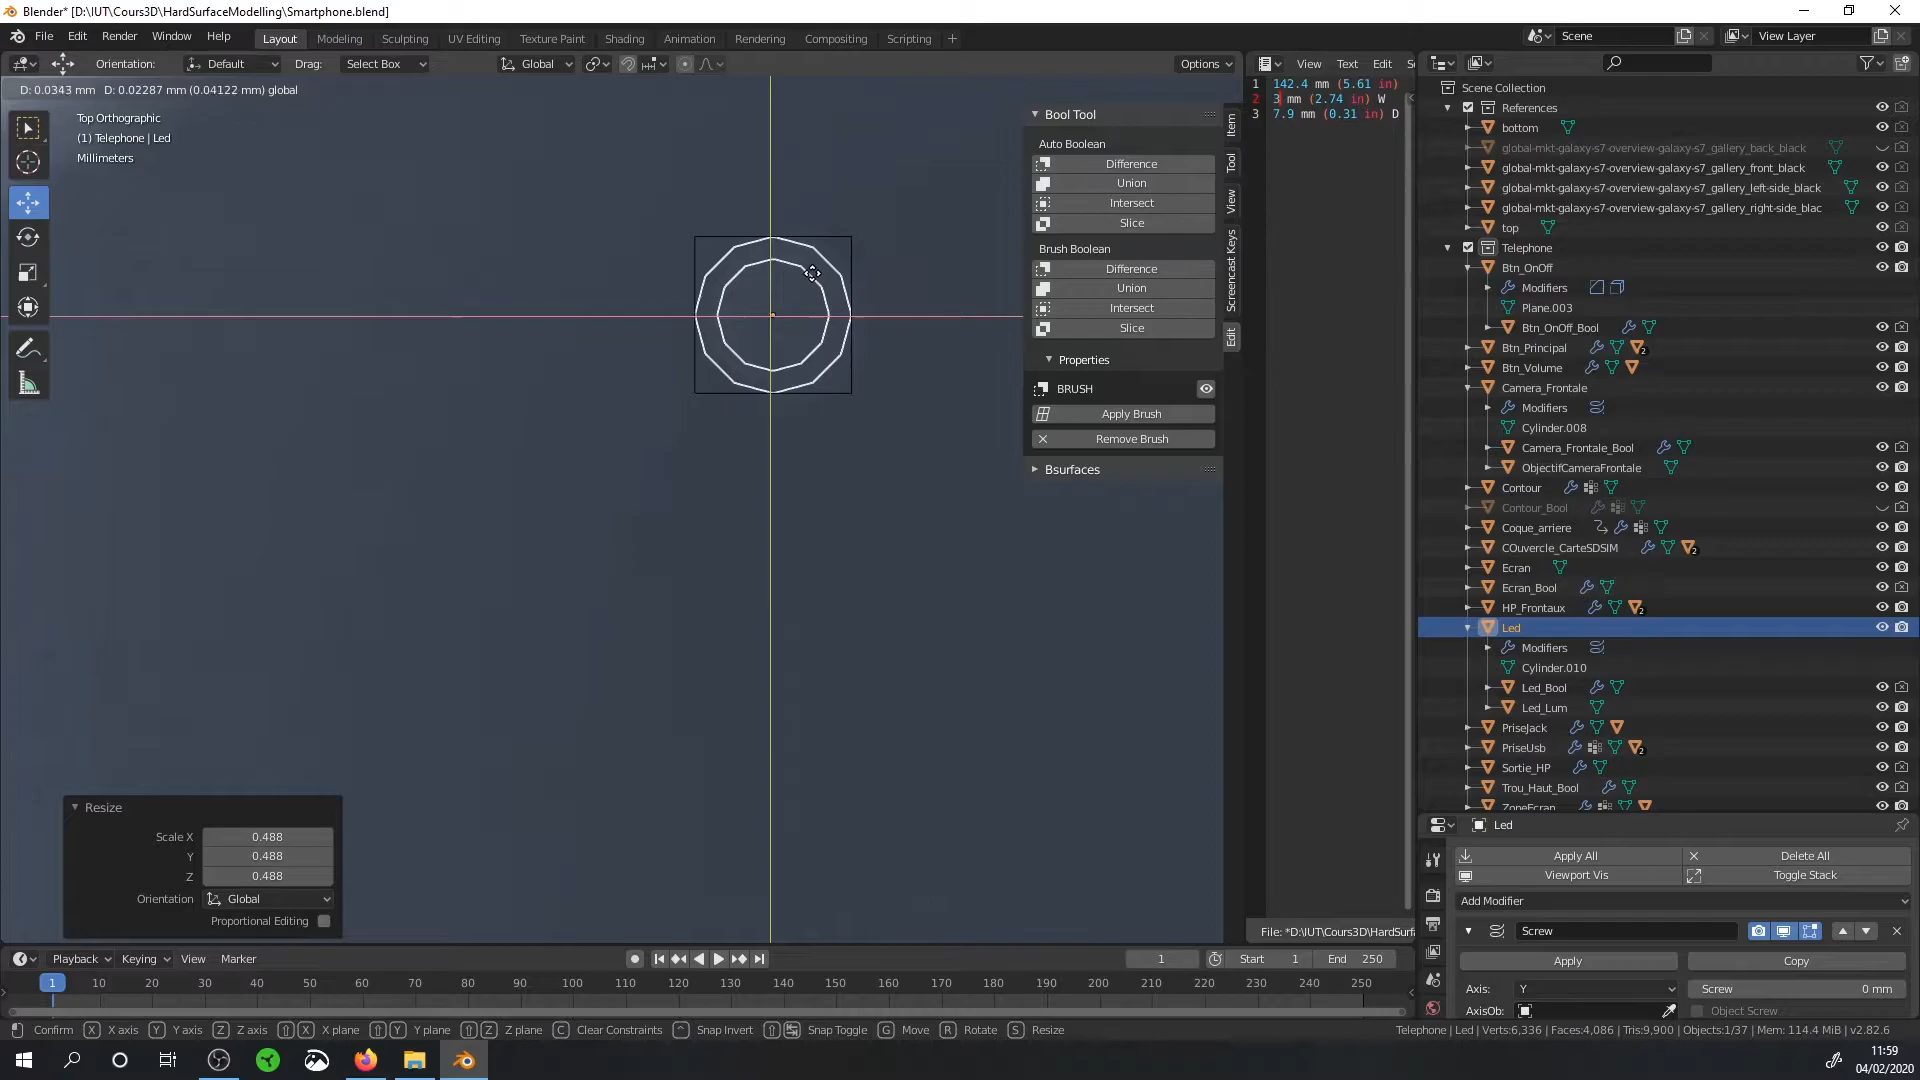 Blender* [D:\IUT\Cours3D\HardSurfaceModelling\Smartphone.blend]
File Edit Render Window Help Layout Modeling Sculpting UV Editing Texture Paint Shading Animation Rendering Compositing Scripting + Scene View Layer
Orientation: Default Drag: Select Box Global Options View Text Edit
D: 0.0343 mm D: 0.02287 mm (0.04122 mm) global
Top Orthographic
(1) Telephone | Led
Millimeters
Bool Tool
Auto Boolean
Difference
Union
Intersect
Slice
Brush Boolean
Difference
Union
Intersect
Slice
Properties
BRUSH
Apply Brush
Remove Brush
Bsurfaces
Item
Tool
View
Screencast Keys
Edit
1 142.4 mm (5.61 in)
2 3 mm (2.74 in) W
3 7.9 mm (0.31 in) D
File: *D:\IUT\Cours3D\HardSurfa
Scene Collection
References
bottom
global-mkt-galaxy-s7-overview-galaxy-s7_gallery_back_black
global-mkt-galaxy-s7-overview-galaxy-s7_gallery_front_black
global-mkt-galaxy-s7-overview-galaxy-s7_gallery_left-side_black
global-mkt-galaxy-s7-overview-galaxy-s7_gallery_right-side_blac
top
Telephone
Btn_OnOff
Modifiers
Plane.003
Btn_OnOff_Bool
Btn_Principal 2
Btn_Volume
Camera_Frontale
Modifiers
Cylinder.008
Camera_Frontale_Bool
ObjectifCameraFrontale
Contour
Contour_Bool
Coque_arriere
COuvercle_CarteSDSIM 2
Ecran
Ecran_Bool
HP_Frontaux 2
Led
Modifiers
Cylinder.010
Led_Bool
Led_Lum
PriseJack
PriseUsb 2
Sortie_HP
Trou_Haut_Bool
ZoneEcran
Led
Apply All Delete All
Viewport Vis Toggle Stack
Add Modifier
Screw
Apply Copy
Axis: Y Screw 0 mm
AxisOb: Object Screw
Resize
Scale X 0.488
Y 0.488
Z 0.488
Orientation Global
Proportional Editing
Playback Keying View Marker 1 Start 1 End 250
1 10 20 30 40 50 60 70 80 90 100 110 120 130 140 150 160 170 180 190 200 210 220 230 240 250
Confirm X X axis Y Y axis Z Z axis X X plane Y Y plane Z Z plane C Clear Constraints ^ Snap Invert Snap Toggle G Move R Rotate S Resize Telephone | Led | Verts:6,336 | Faces:4,086 | Tris:9,900 | Objects:1/37 | Mem: 114.4 MiB | v2.82.6
11:59
04/02/2020